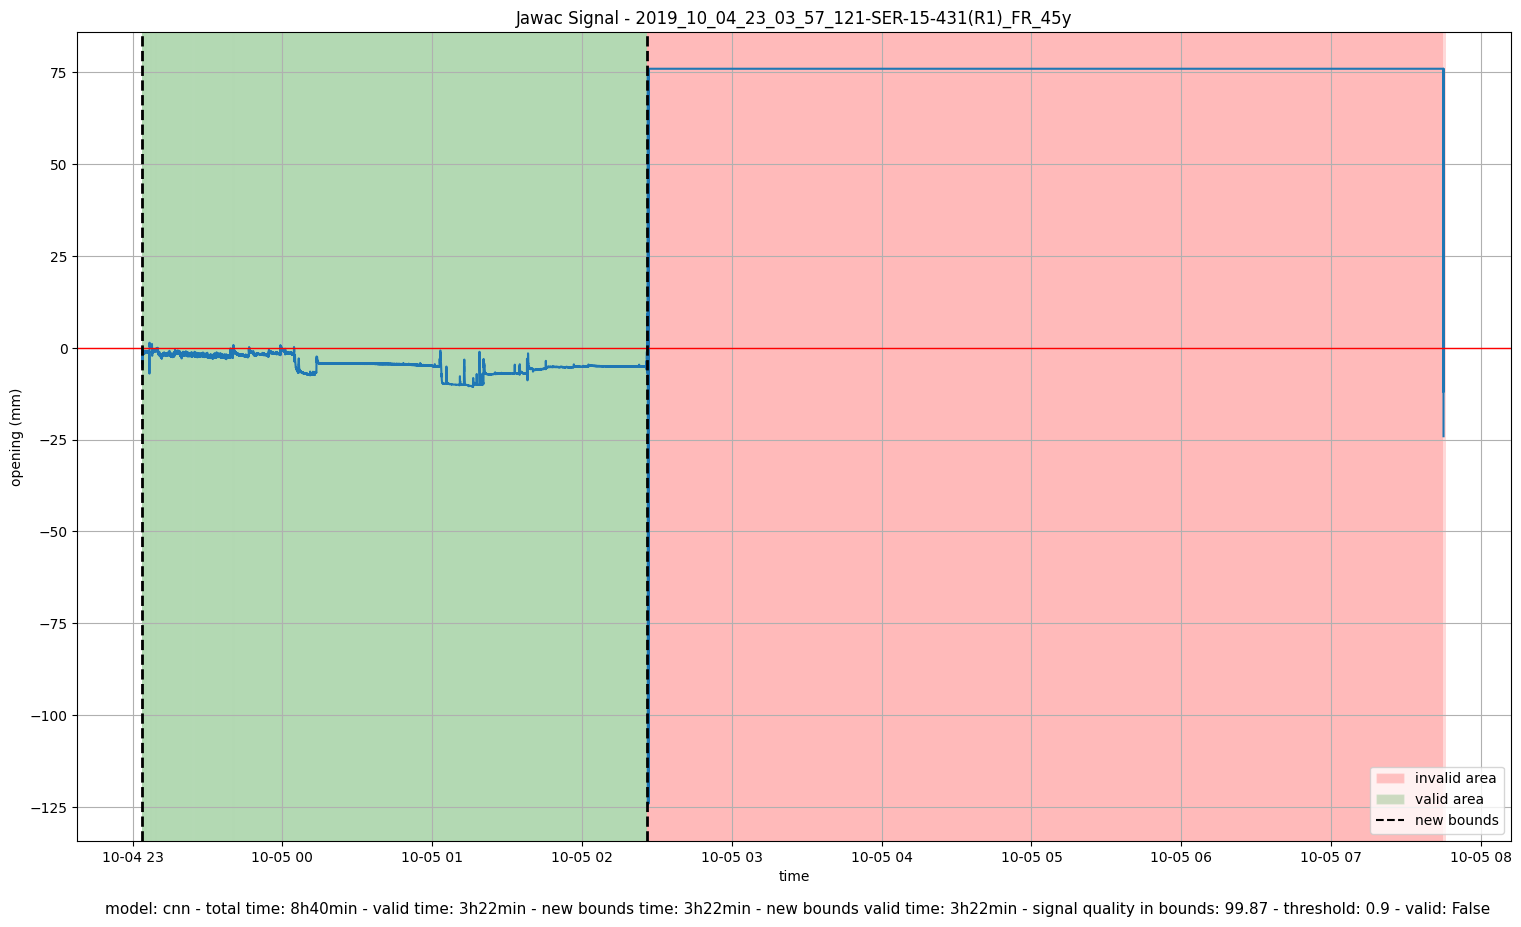 Jawac Signal - 2019_10_04_23_03_57_121-SER-15-431(R1)_FR_45y
75
50
25
0
−25
−50
−75
−100
−125
opening (mm)
invalid area
valid area
new bounds
10-04 23
10-05 00
10-05 01
10-05 02
10-05 03
10-05 04
10-05 05
10-05 06
10-05 07
10-05 08
time
model: cnn - total time: 8h40min - valid time: 3h22min - new bounds time: 3h22min - new bounds valid time: 3h22min - signal quality in bounds: 99.87 - threshold: 0.9 - valid: False